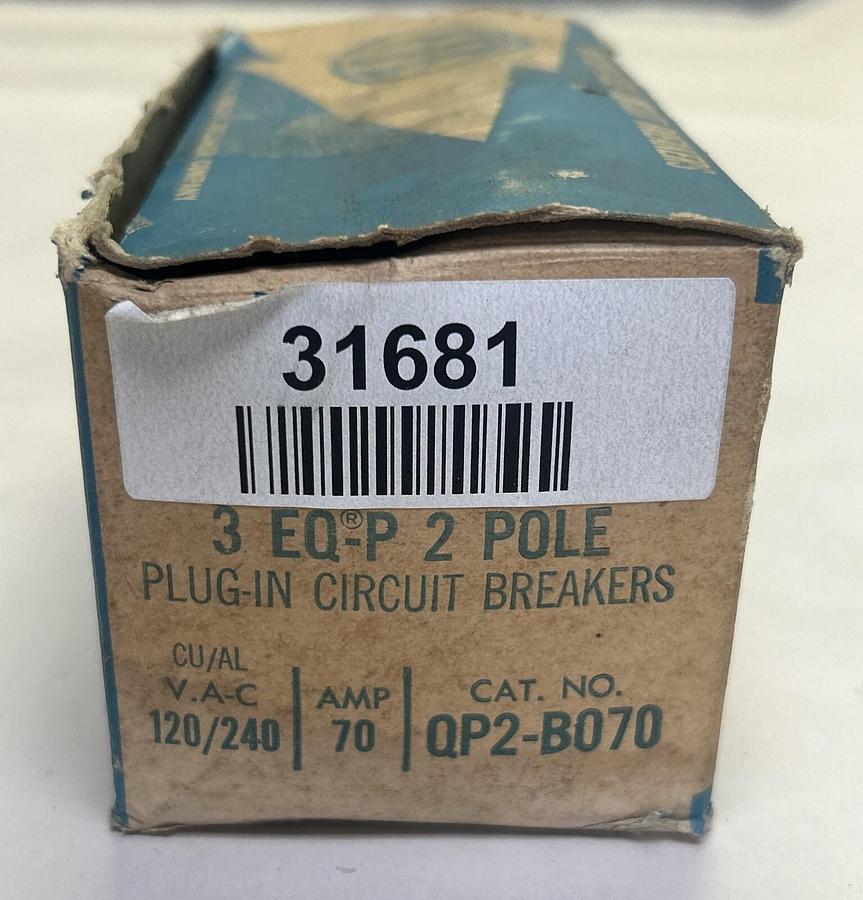 31681
3 EQ®-P 2 POLE
PLUG-IN CIRCUIT BREAKERS
CU/AL
V.A-C
120/240
AMP
70
CAT. NO.
QP2-B070